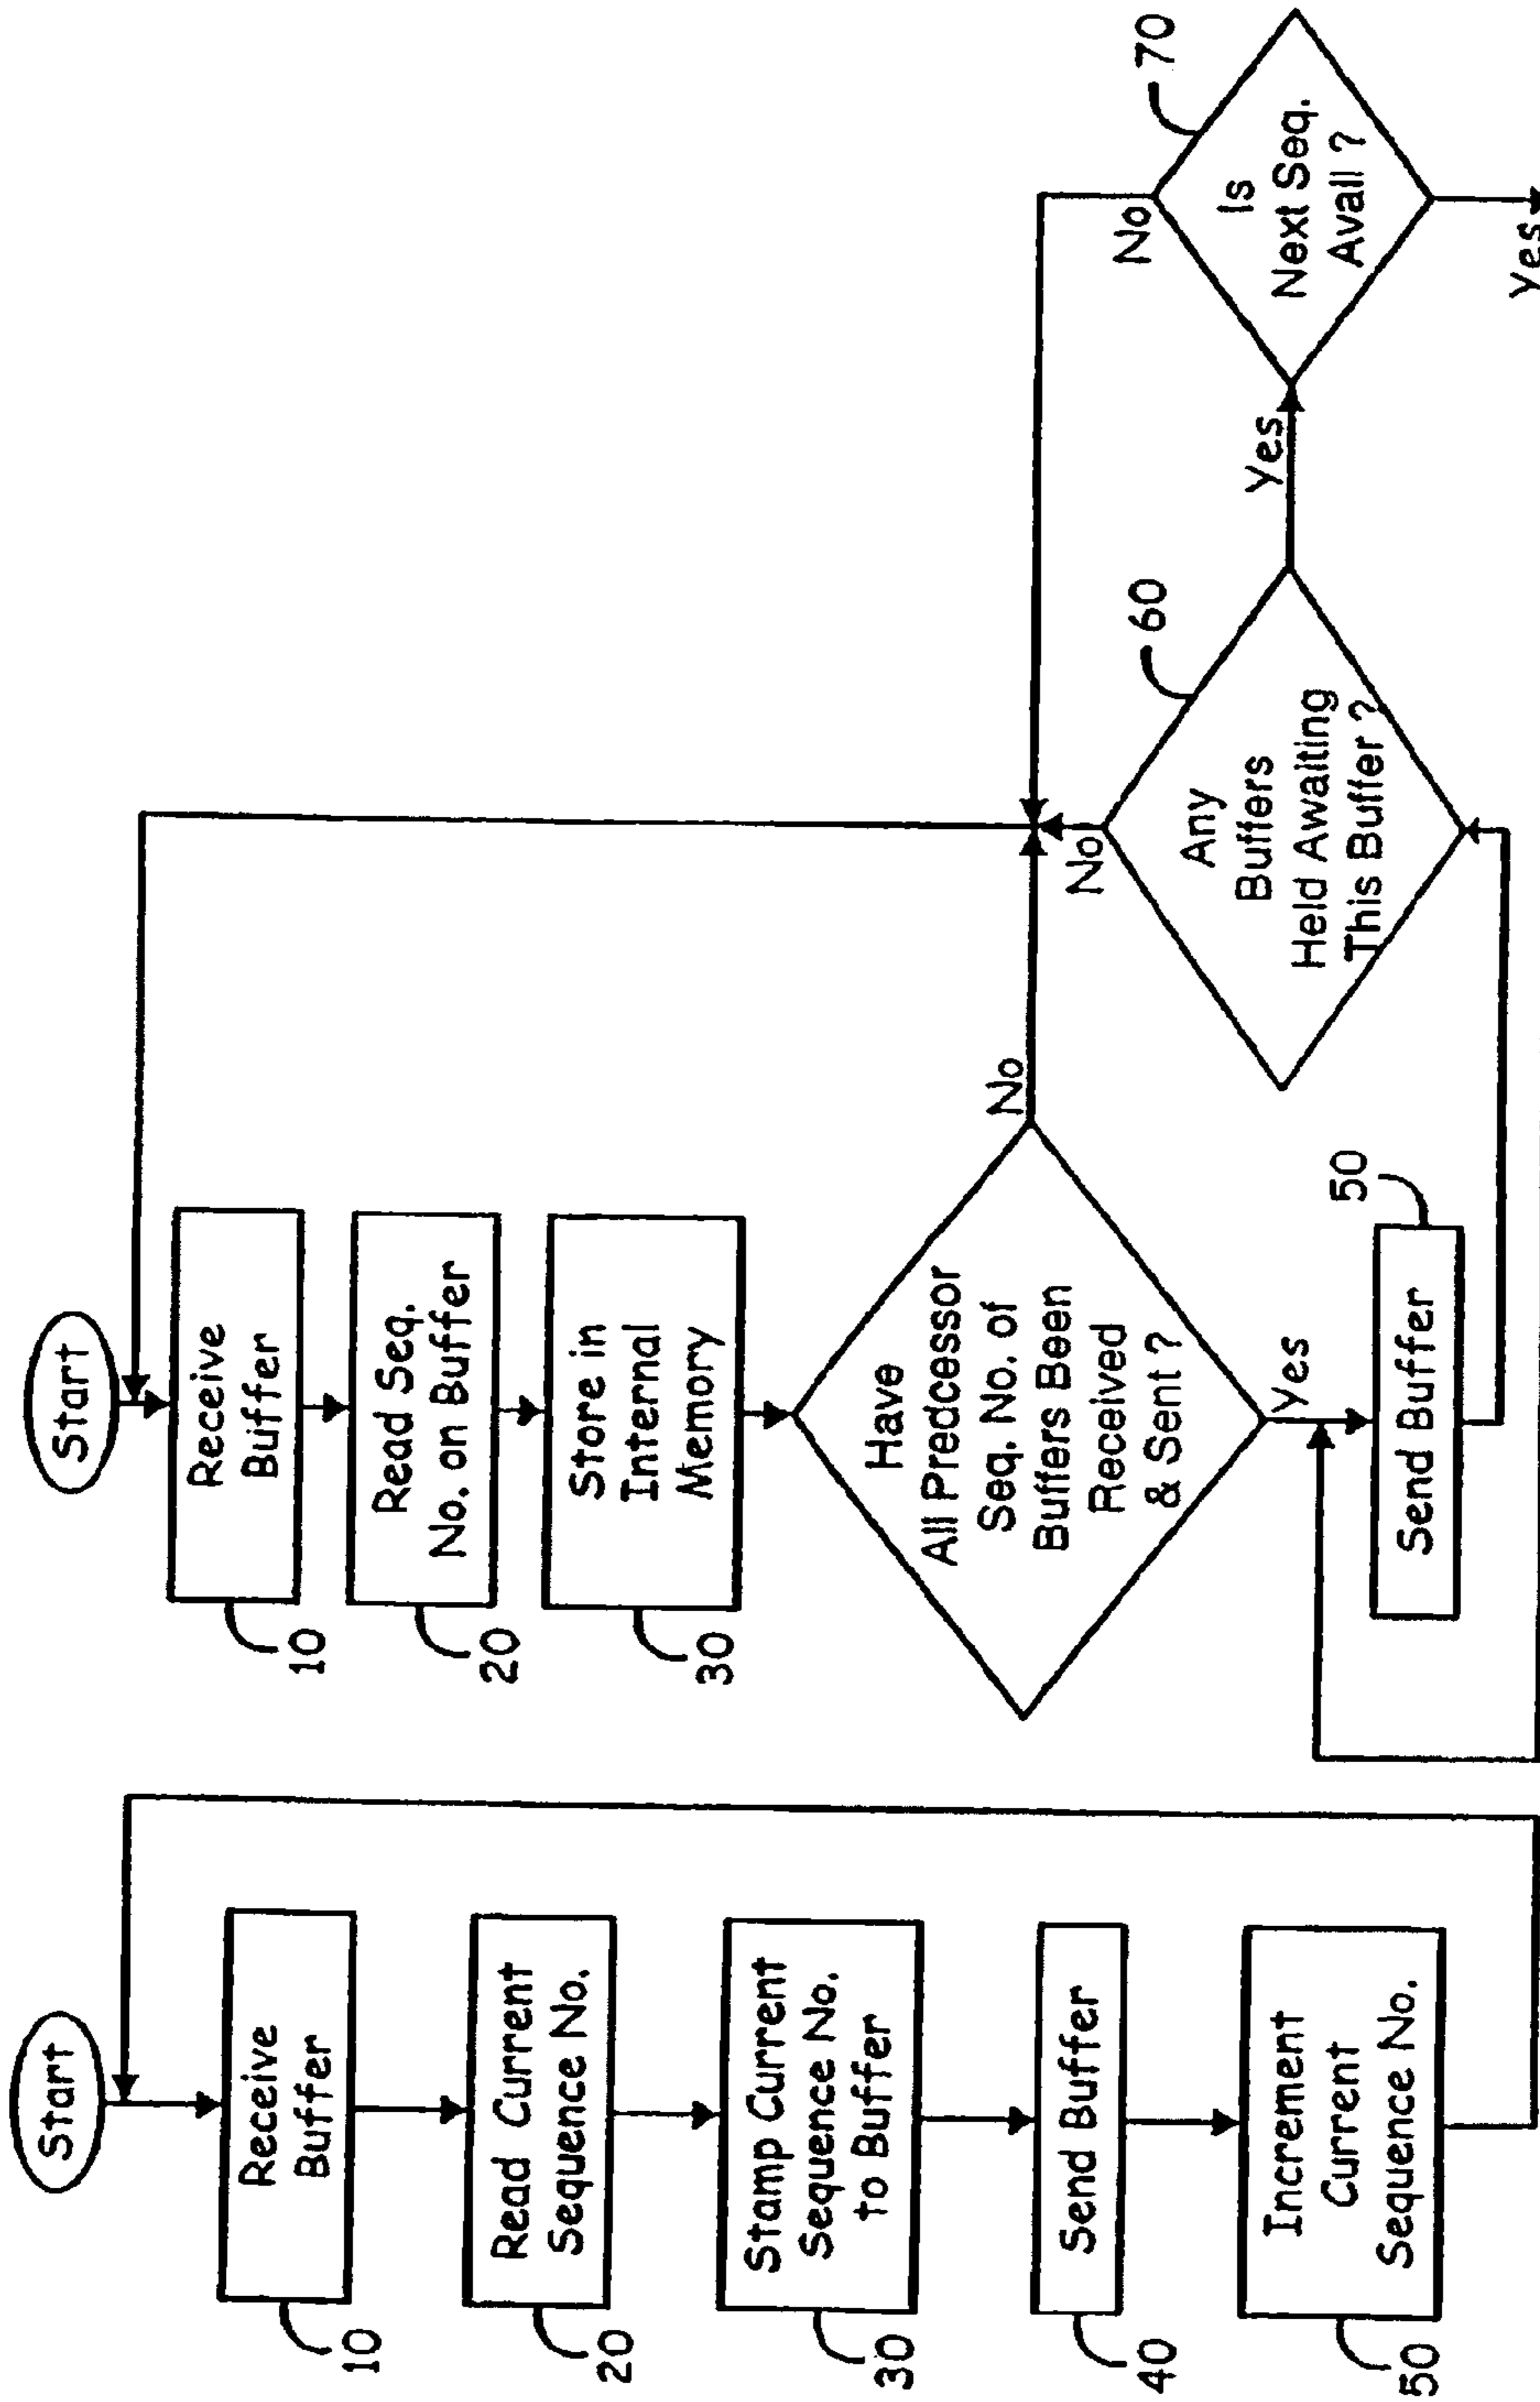 Start
Receive
Buffer
10
Read Current
Sequence No.
20
Stamp Current
Sequence No.
to Buffer
30
Send Buffer
40
Increment
Current
Sequence No.
50
Start
Receive
Buffer
10
Read Seq.
No. on Buffer
20
Store in
Internal
Memory
30
Have
All Predcessor
Seq. No. of
Buffers Been
Received
& Sent ?
No
Yes
Send Buffer
50
Any
Buffers
Held Awaiting
This Buffer ?
60
No
Yes
Is
Next Seq.
Avail ?
70
No
Yes